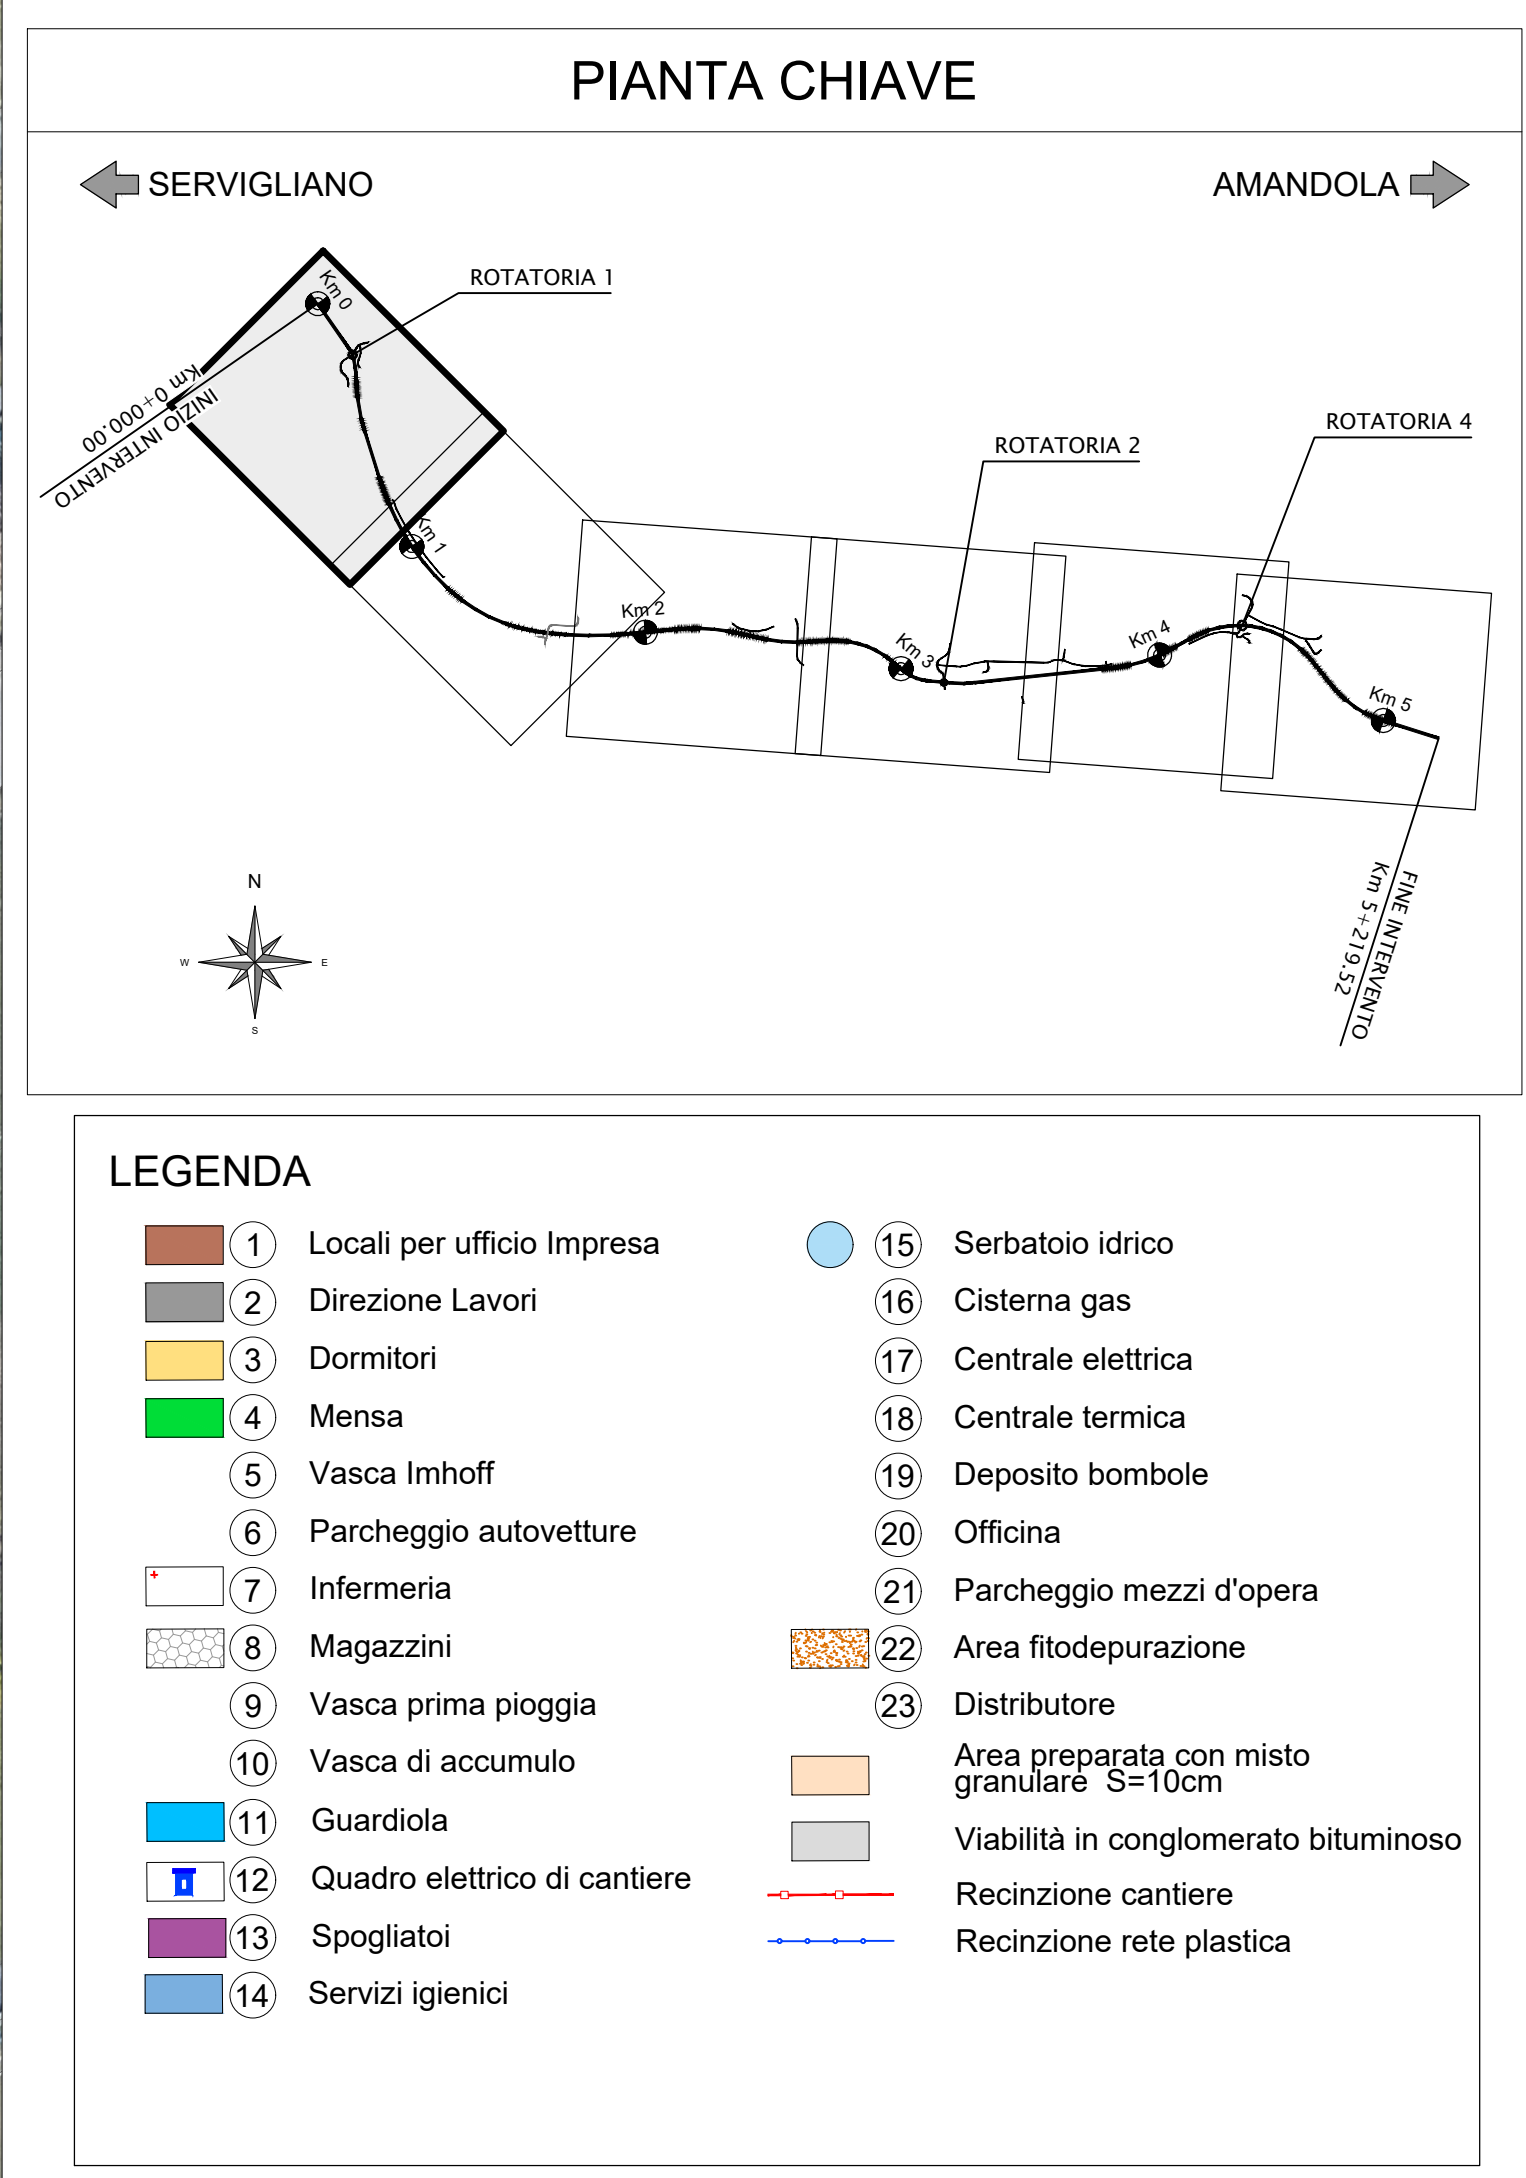 PIANTA CHIAVE
SERVIGLIANO
AMANDOLA
Km 0
ROTATORIA 1
Km 0+000.00
INIZIO INTERVENTO
Km 1
ROTATORIA 2
ROTATORIA 4
Km 2
Km 3
Km 4
Km 5
FINE INTERVENTO
Km 5+219.52
N
W
E
S
LEGENDA
1 Locali per ufficio Impresa
2 Direzione Lavori
3 Dormitori
4 Mensa
5 Vasca Imhoff
6 Parcheggio autovetture
7 Infermeria
8 Magazzini
9 Vasca prima pioggia
10 Vasca di accumulo
11 Guardiola
12 Quadro elettrico di cantiere
13 Spogliatoi
14 Servizi igienici
15 Serbatoio idrico
16 Cisterna gas
17 Centrale elettrica
18 Centrale termica
19 Deposito bombole
20 Officina
21 Parcheggio mezzi d'opera
22 Area fitodepurazione
23 Distributore
Area preparata con misto
granulare S=10cm
Viabilità in conglomerato bituminoso
Recinzione cantiere
Recinzione rete plastica